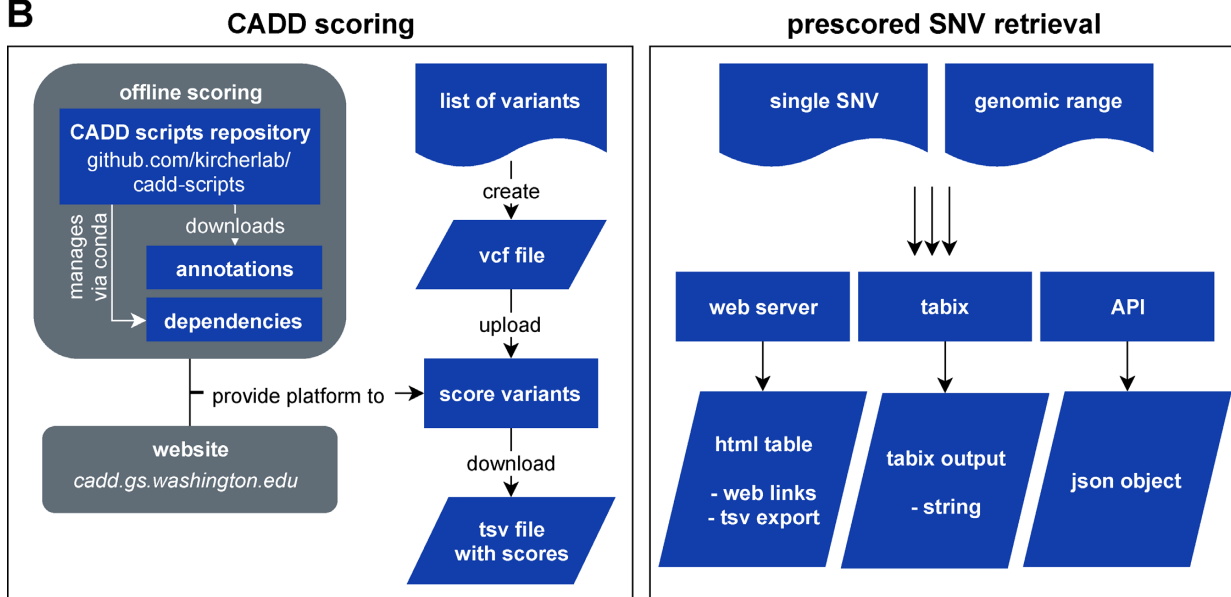 B
CADD scoring
offline scoring
CADD scripts repository
github.com/kircherlab/
cadd-scripts
manages
via conda
downloads
annotations
dependencies
provide platform to
website
cadd.gs.washington.edu
list of variants
create
vcf file
upload
score variants
download
tsv file
with scores
prescored SNV retrieval
single SNV
genomic range
web server
tabix
API
html table
- web links
- tsv export
tabix output
- string
json object